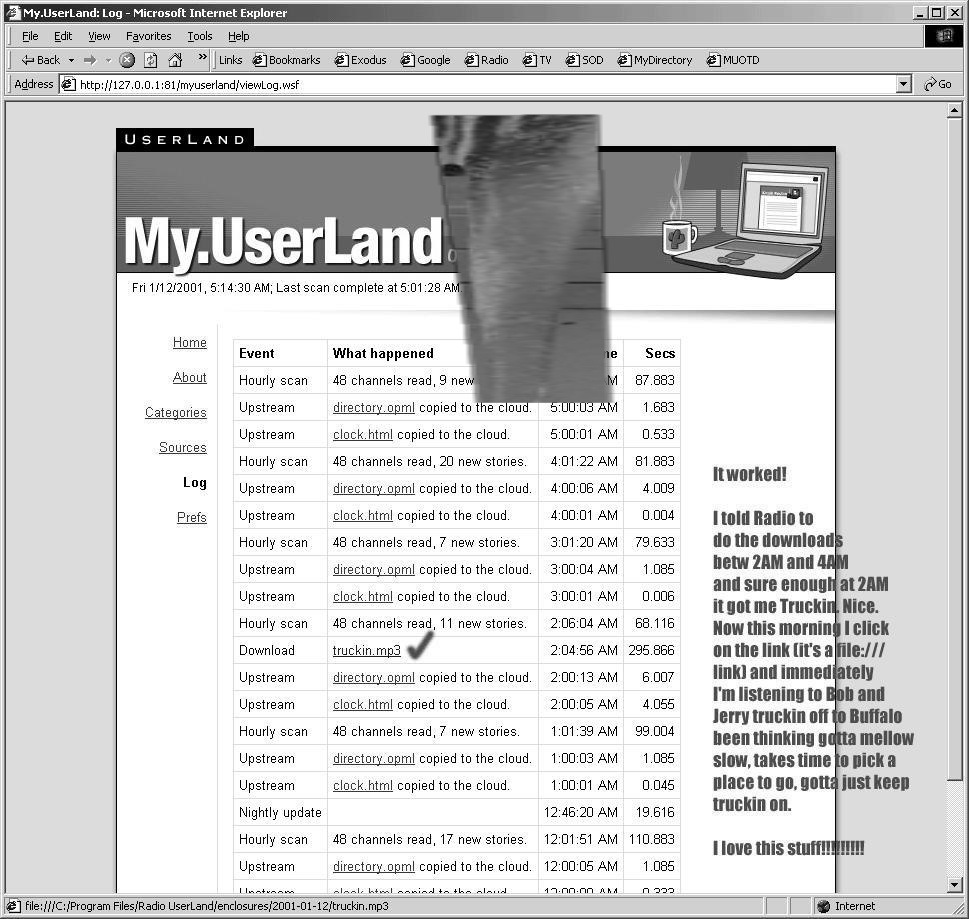 My.UserLand: Log - Microsoft Internet Explorer
File Edit View Favorites Tools Help
Back » Links Bookmarks Exodus Google Radio TV SOD MyDirectory MUOTD
Address http://127.0.0.1:81/myuserland/viewLog.wsf Go
USERLAND
My.UserLand
Fri 1/12/2001, 5:14:30 AM; Last scan complete at 5:01:28 AM
Home
About
Categories
Sources
Log
Prefs
Event What happened Secs
Hourly scan 48 channels read, 9 new 87.883
Upstream directory.opml copied to the cloud. 5:00:03 AM 1.683
Upstream clock.html copied to the cloud. 5:00:01 AM 0.533
Hourly scan 48 channels read, 20 new stories. 4:01:22 AM 81.883
Upstream directory.opml copied to the cloud. 4:00:06 AM 4.009
Upstream clock.html copied to the cloud. 4:00:01 AM 0.004
Hourly scan 48 channels read, 7 new stories. 3:01:20 AM 79.633
Upstream directory.opml copied to the cloud. 3:00:04 AM 1.085
Upstream clock.html copied to the cloud. 3:00:01 AM 0.006
Hourly scan 48 channels read, 11 new stories. 2:06:04 AM 68.116
Download truckin.mp3 2:04:56 AM 295.866
Upstream directory.opml copied to the cloud. 2:00:13 AM 6.007
Upstream clock.html copied to the cloud. 2:00:05 AM 4.055
Hourly scan 48 channels read, 7 new stories. 1:01:39 AM 99.004
Upstream directory.opml copied to the cloud. 1:00:03 AM 1.085
Upstream clock.html copied to the cloud. 1:00:01 AM 0.045
Nightly update 12:46:20 AM 19.616
Hourly scan 48 channels read, 17 new stories. 12:01:51 AM 110.883
Upstream directory.opml copied to the cloud. 12:00:05 AM 1.085
Upstream clock.html copied to the cloud. 12:00:00 AM 0.333
It worked!
I told Radio to
do the downloads
betw 2AM and 4AM
and sure enough at 2AM
it got me Truckin. Nice.
Now this morning I click
on the link (it's a file:///
link) and immediately
I'm listening to Bob and
Jerry truckin off to Buffalo
been thinking gotta mellow
slow, takes time to pick a
place to go, gotta just keep
truckin on.
I love this stuff!!!!!!!!!
file:///C:/Program Files/Radio UserLand/enclosures/2001-01-12/truckin.mp3 Internet